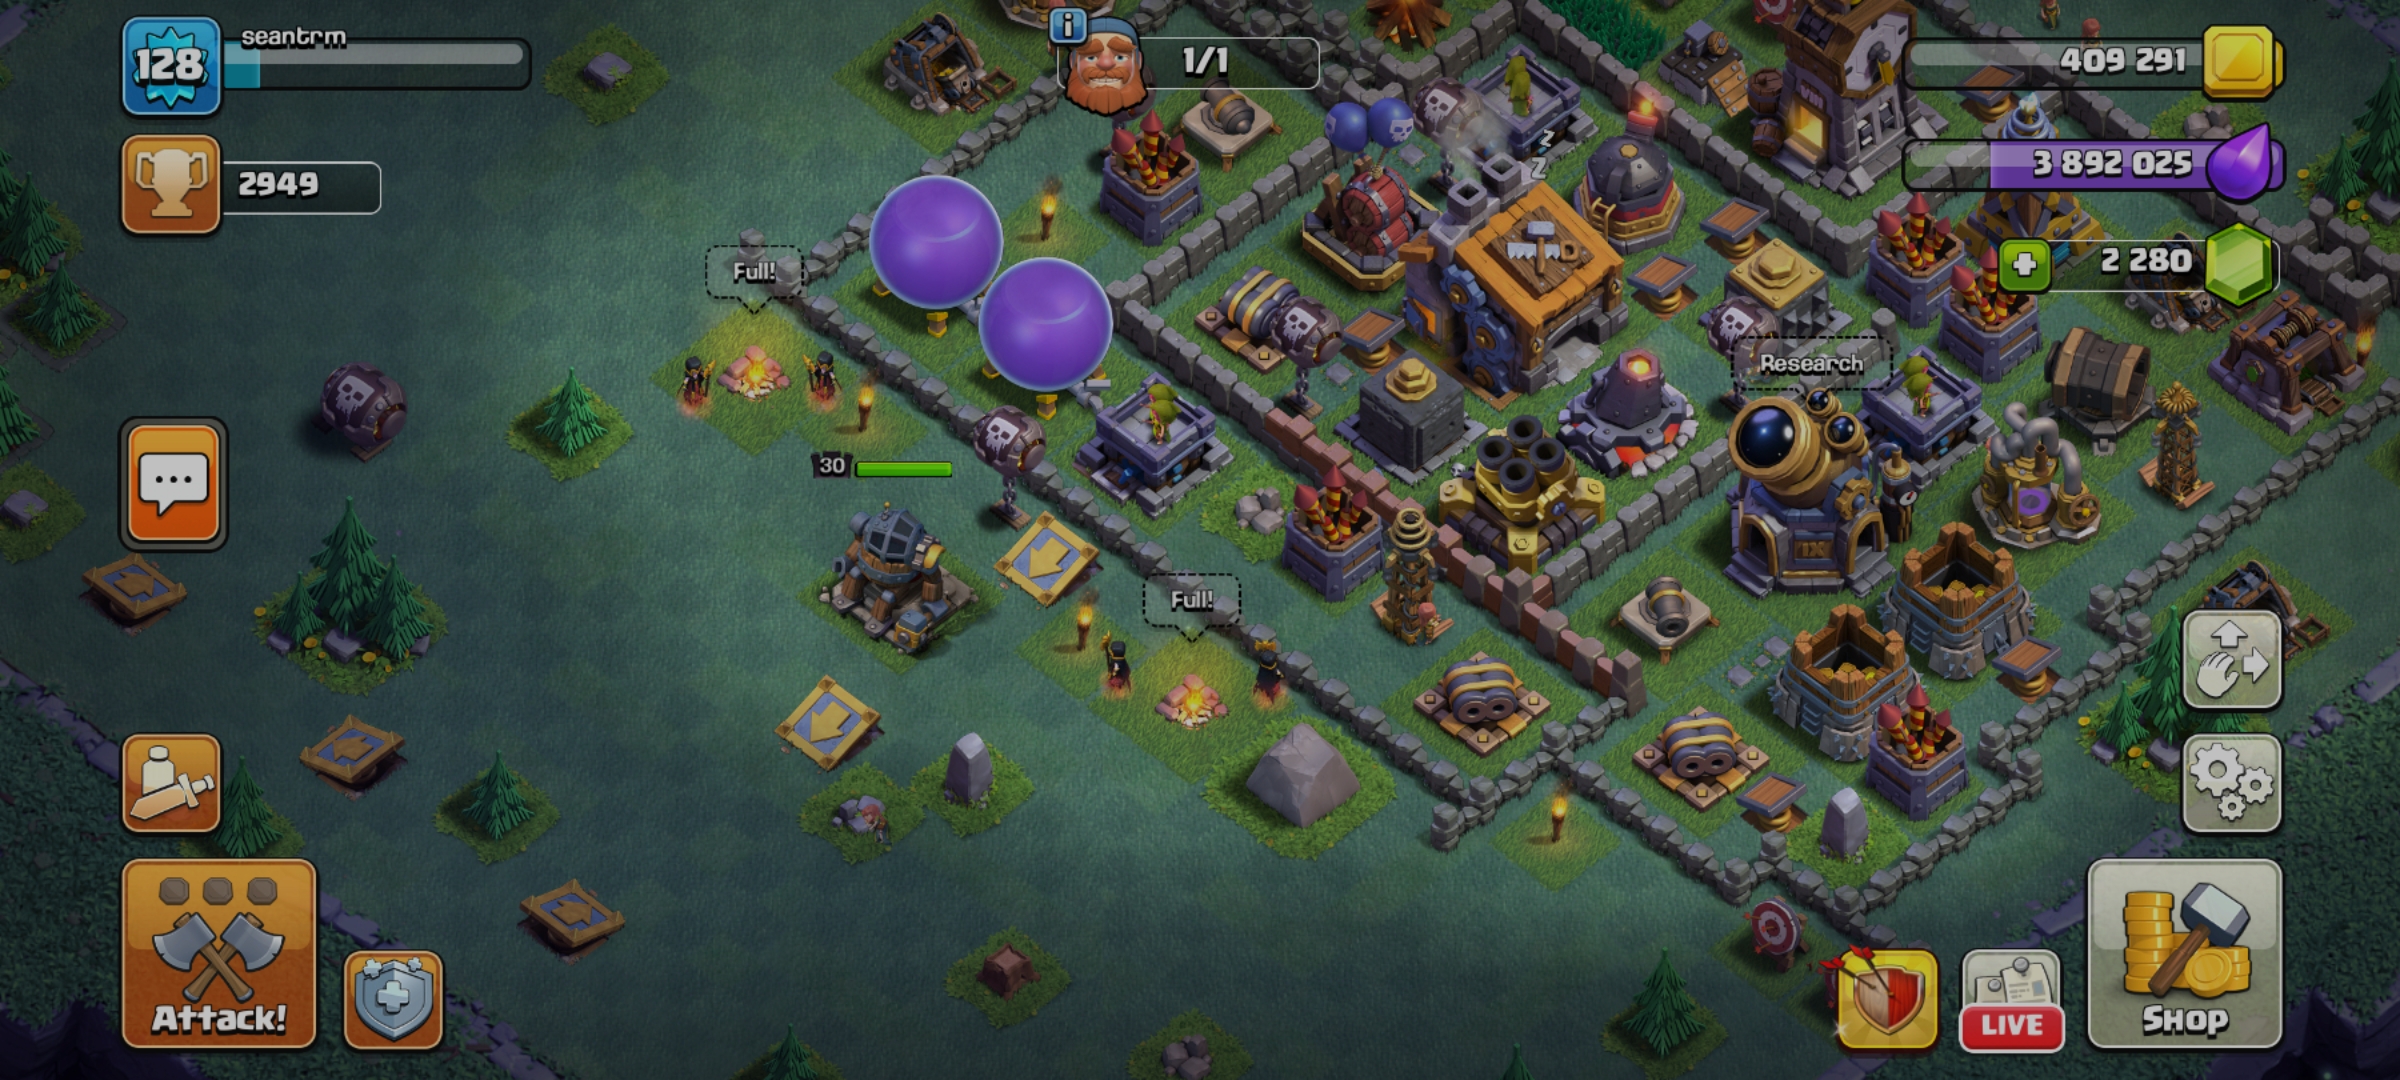 128
seantrm
2949
1/1
409 291
3 892 025
2 280
Full!
Research
30
Full!
Z
Z
Attack!
LIVE
SHOP